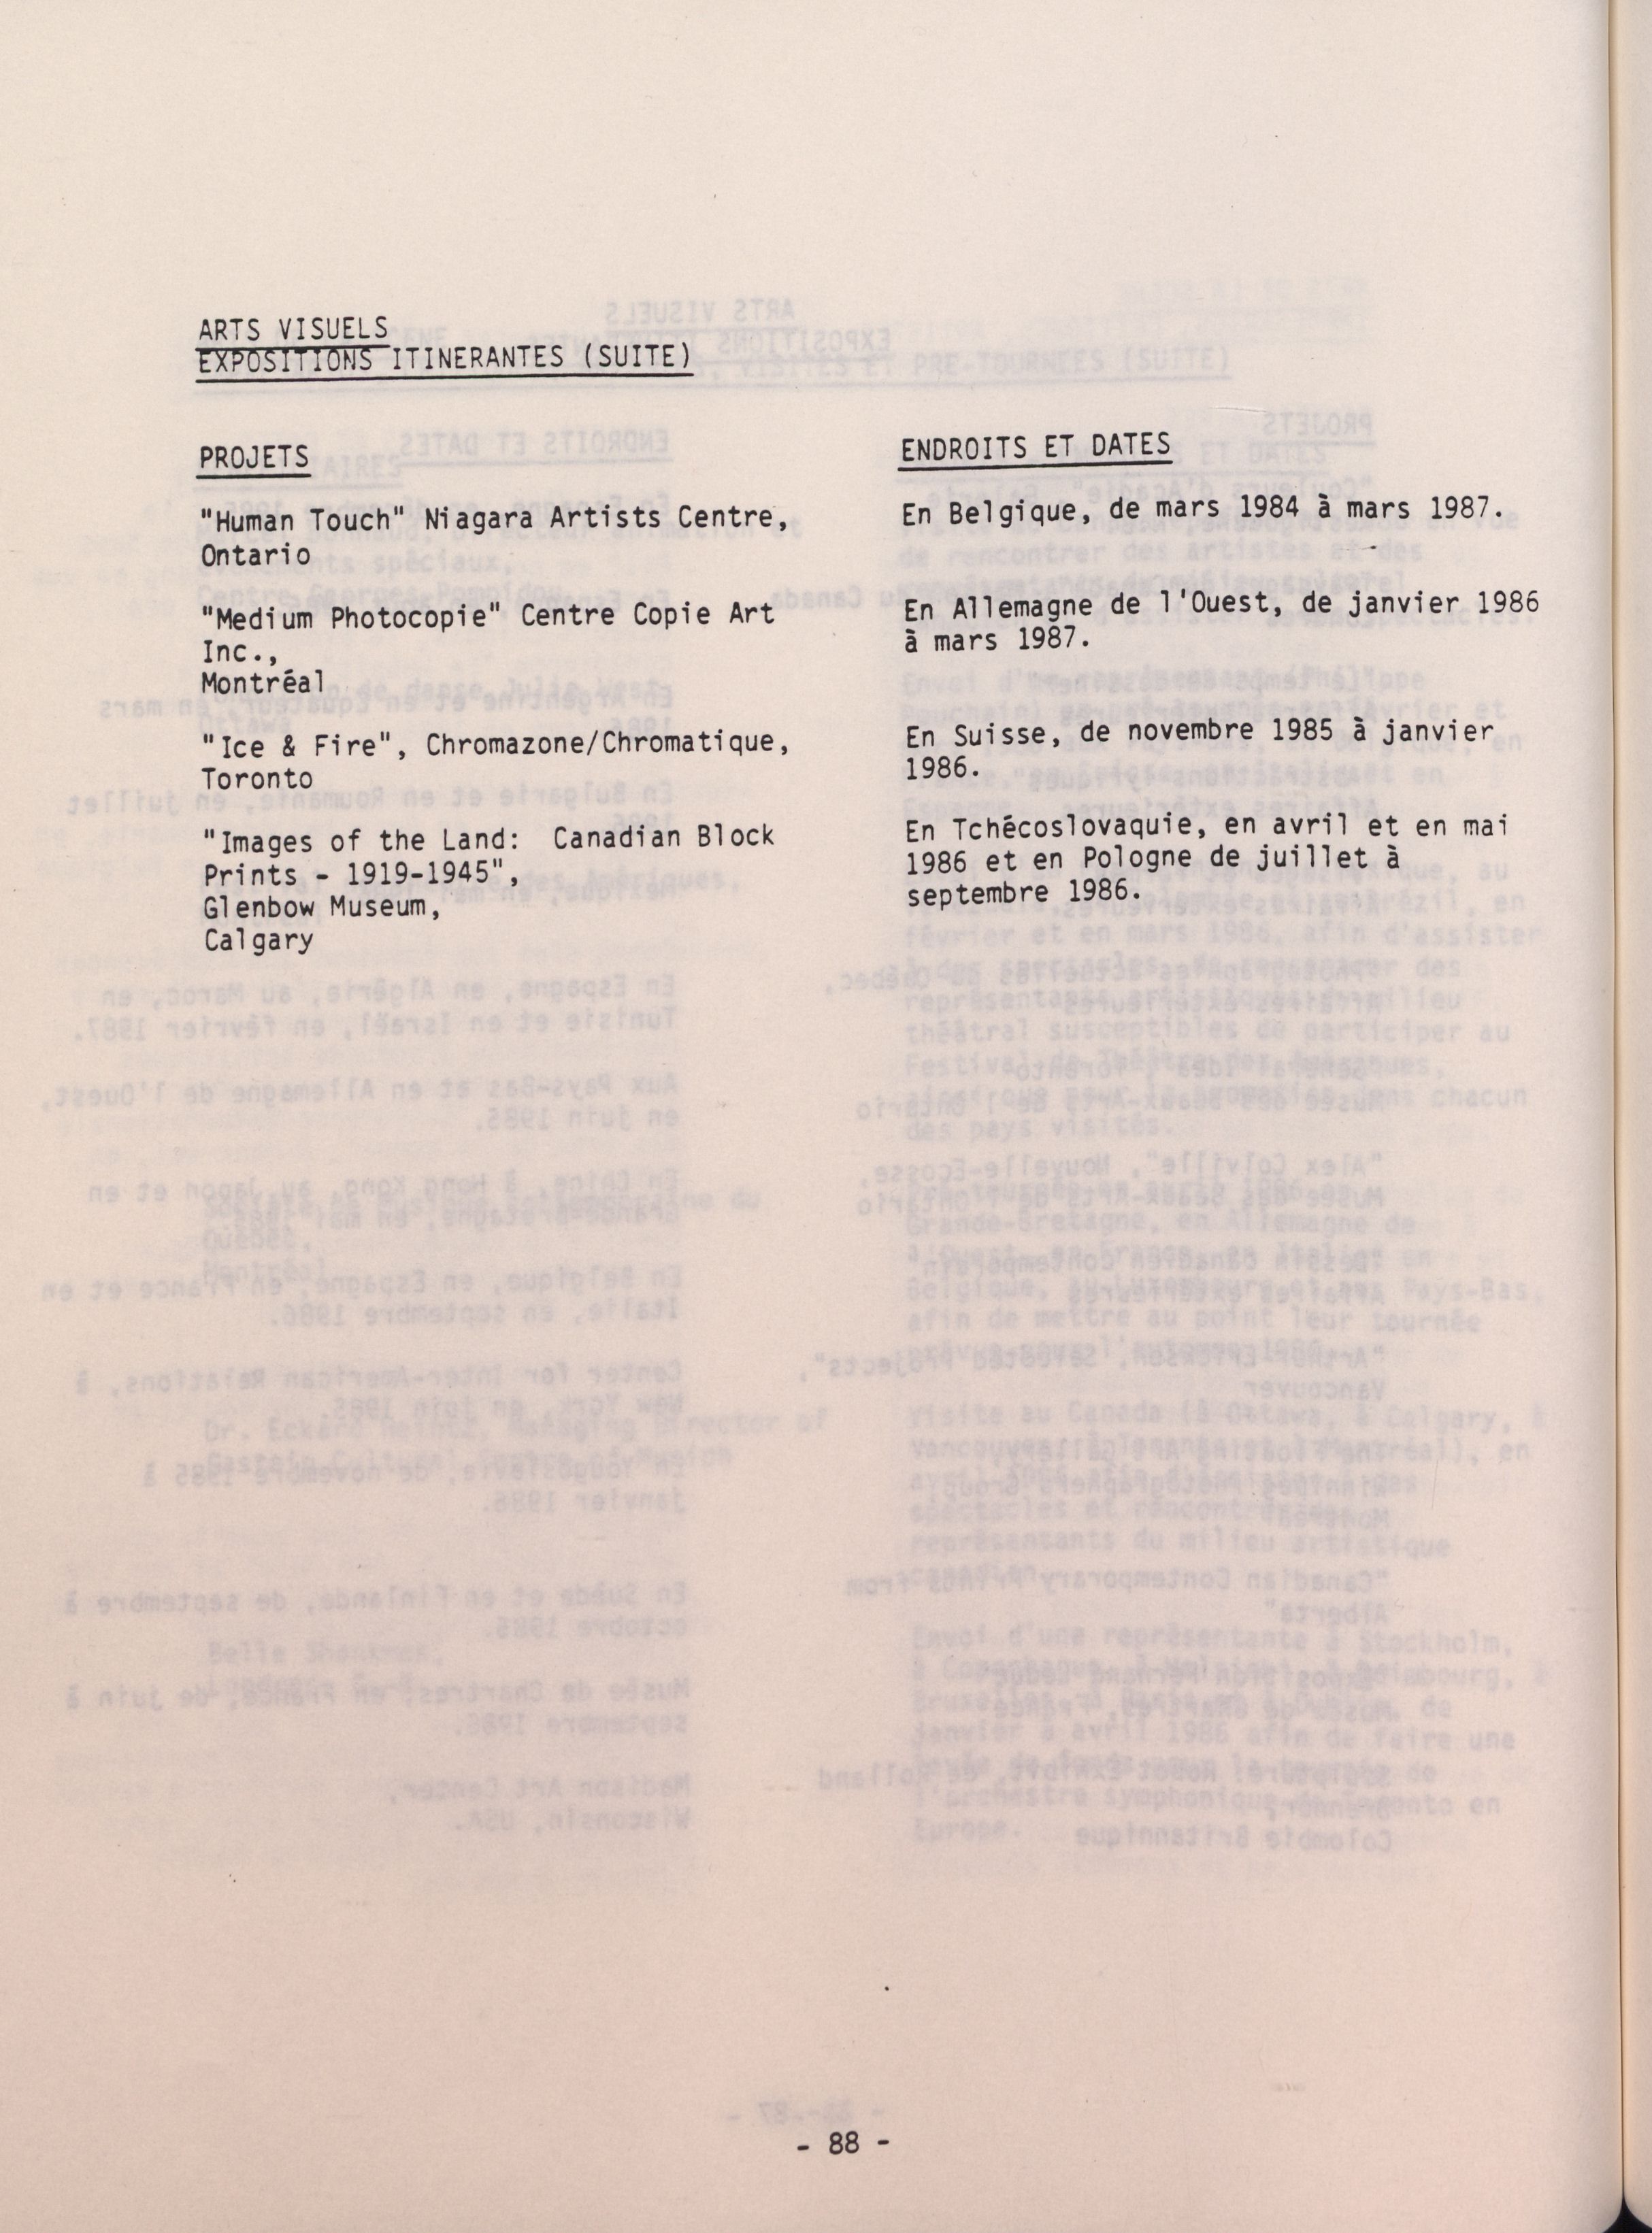 ARTS VISUELS
EXPOSITIONS ITINERANTES (SUITE)
PROJETS
ENDROITS ET DATES
"Human Touch" Niagara Artists Centre,
Ontario
En Belgique, de mars 1984 à mars 1987.
"Medium Photocopie" Centre Copie Art
Inc.,
Montréal
En Allemagne de l'Ouest, de janvier 1986
à mars 1987.
"Ice & Fire", Chromazone/Chromatique,
Toronto
En Suisse, de novembre 1985 à janvier
1986.
"Images of the Land:  Canadian Block
Prints - 1919-1945",
Glenbow Museum,
Calgary
En Tchécoslovaquie, en avril et en mai
1986 et en Pologne de juillet à
septembre 1986.
- 88 -